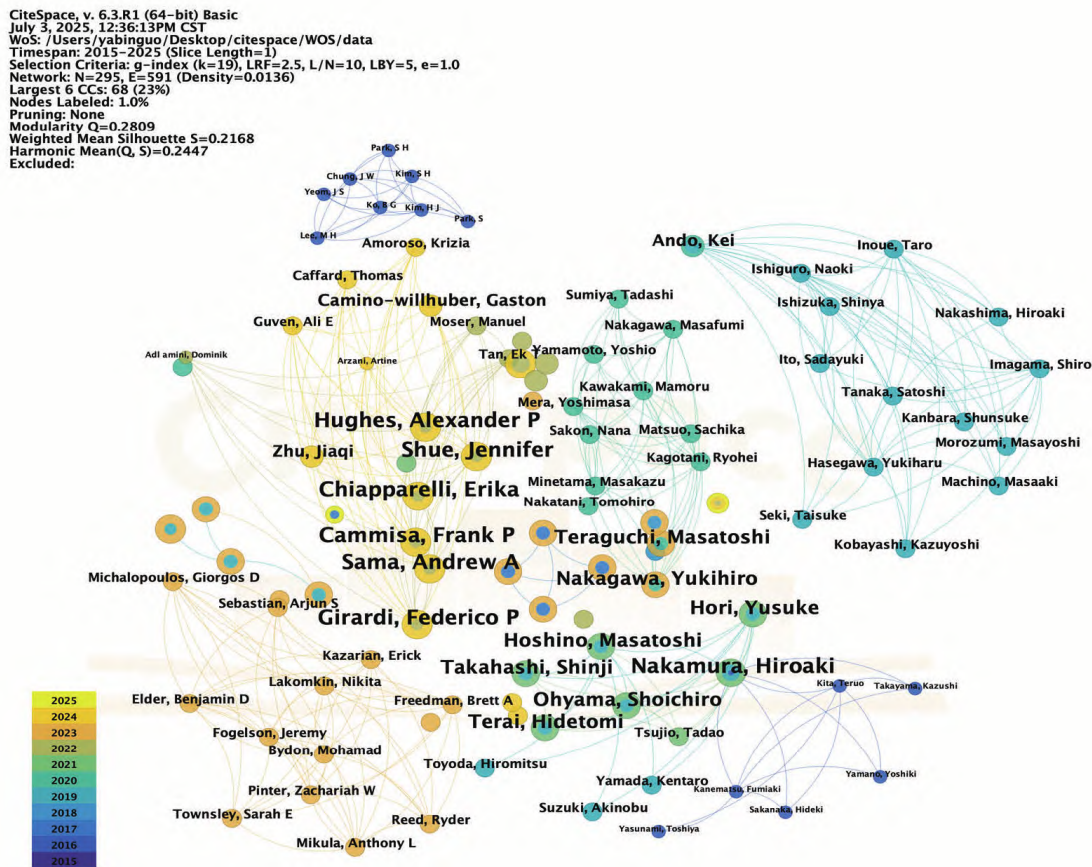 CiteSpace, v. 6.3.R1 (64-bit) Basic
July 3, 2025, 12:36:13PM CST
WoS: /Users/yabinguo/Desktop/citespace/WOS/data
Timespan: 2015-2025 (Slice Length=1)
Selection Criteria: g-index (k=19), LRF=2.5, L/N=10, LBY=5, e=1.0
Network: N=295, E=591 (Density=0.0136)
Largest 6 CCs: 68 (23%)
Nodes Labeled: 1.0%
Pruning: None
Modularity Q=0.2809
Weighted Mean Silhouette S=0.2168
Harmonic Mean(Q, S)=0.2447
Excluded:
Park, S H
Chung, J W
Kim, S H
Yeom, J S
Ko, B G
Kim, H J
Park, S
Lee, M H
Amoroso, Krizia
Ando, Kei
Inoue, Taro
Caffard, Thomas
Ishiguro, Naoki
Camino-willhuber, Gaston
Sumiya, Tadashi
Ishizuka, Shinya
Guven, Ali E
Moser, Manuel
Nakagawa, Masafumi
Nakashima, Hiroaki
Adl amini, Dominik
Arzani, Artine
Tan, Ek T
Yamamoto, Yoshio
Ito, Sadayuki
Imagama, Shiro
Kawakami, Mamoru
Tanaka, Satoshi
Mera, Yoshimasa
Hughes, Alexander P
Kanbara, Shunsuke
Sakon, Nana
Matsuo, Sachika
Morozumi, Masayoshi
Zhu, Jiaqi
Shue, Jennifer
Kagotani, Ryohei
Hasegawa, Yukiharu
Chiapparelli, Erika
Minetama, Masakazu
Machino, Masaaki
Nakatani, Tomohiro
Seki, Taisuke
Cammisa, Frank P
Teraguchi, Masatoshi
Kobayashi, Kazuyoshi
Sama, Andrew A
Michalopoulos, Giorgos D
Nakagawa, Yukihiro
Sebastian, Arjun S
Girardi, Federico P
Hori, Yusuke
Hoshino, Masatoshi
Kazarian, Erick
Takahashi, Shinji
Nakamura, Hiroaki
Lakomkin, Nikita
Kita, Teruo
Takayama, Kazushi
Elder, Benjamin D
Freedman, Brett A
Ohyama, Shoichiro
Terai, Hidetomi
Fogelson, Jeremy
Tsujio, Tadao
Bydon, Mohamad
Toyoda, Hiromitsu
Yamano, Yoshiki
Pinter, Zachariah W
Yamada, Kentaro
Kanematsu, Fumiaki
Townsley, Sarah E
Suzuki, Akinobu
Sakanaka, Hideki
Reed, Ryder
Yasunami, Toshiya
Mikula, Anthony L
2025
2024
2023
2022
2021
2020
2019
2018
2017
2016
2015